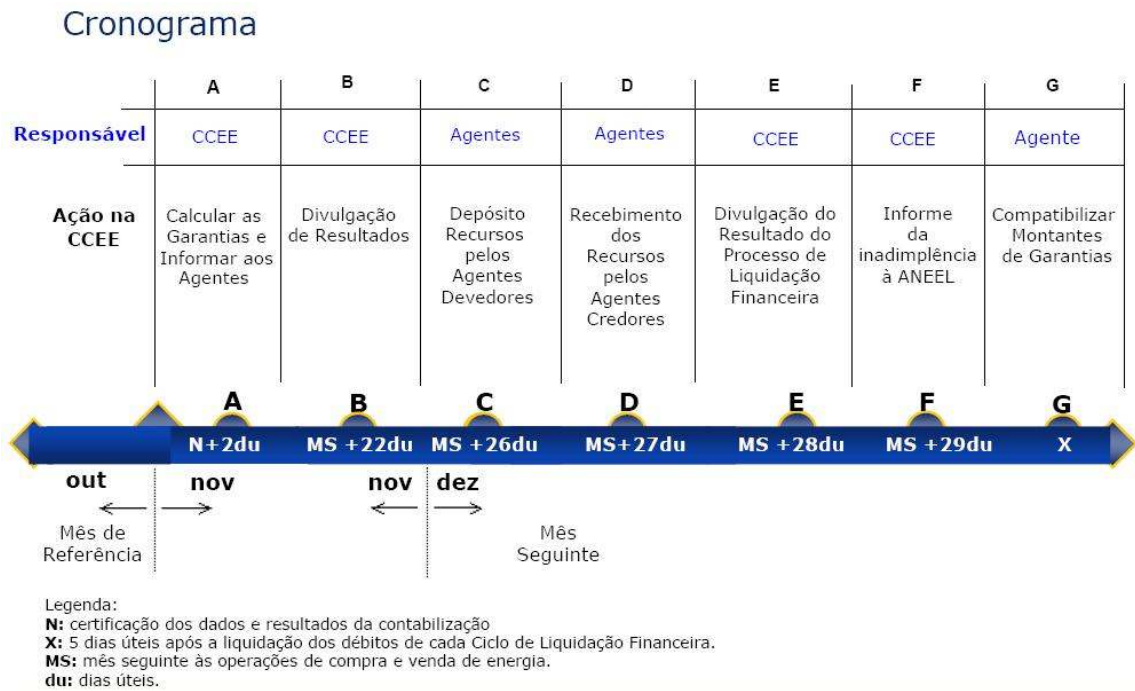 Cronograma
A B C D E F G
Responsável CCEE CCEE Agentes Agentes CCEE CCEE Agente
Ação na
CCEE
Calcular as
Garantias e
Informar aos
Agentes
Divulgação
de Resultados
Depósito
Recursos
pelos
Agentes
Devedores
Recebimento
dos
Recursos
pelos
Agentes
Credores
Divulgação do
Resultado do
Processo de
Liquidação
Financeira
Informe
da
inadimplência
à ANEEL
Compatibilizar
Montantes
de Garantias
A B C D E F G
N+2du MS +22du MS +26du MS+27du MS +28du MS +29du X
out nov nov dez
Mês de
Referência
Mês
Seguinte
Legenda:
N: certificação dos dados e resultados da contabilização
X: 5 dias úteis após a liquidação dos débitos de cada Ciclo de Liquidação Financeira.
MS: mês seguinte às operações de compra e venda de energia.
du: dias úteis.